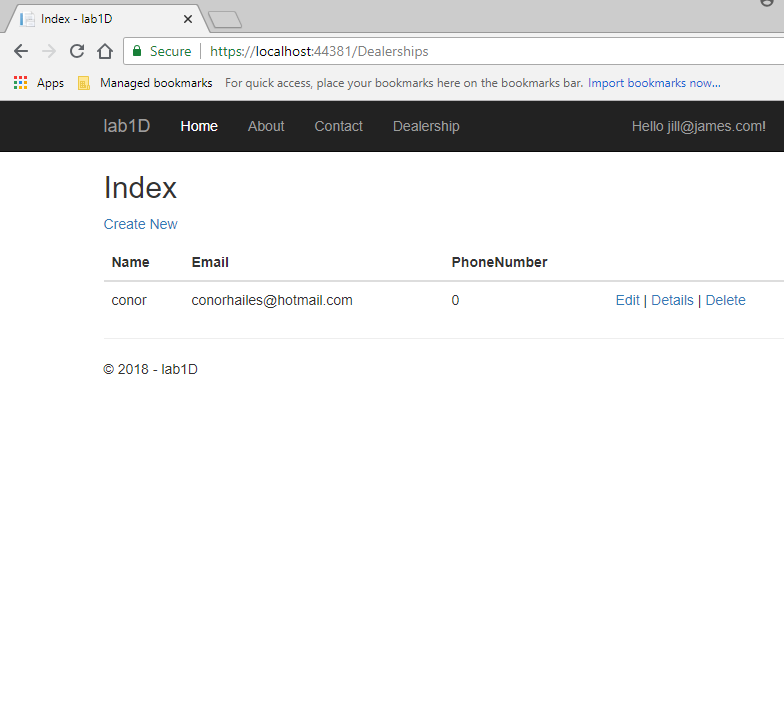 Index - lab1D
Secure https://localhost:44381/Dealerships
Apps Managed bookmarks For quick access, place your bookmarks here on the bookmarks bar. Import bookmarks now...
lab1D Home About Contact Dealership Hello jill@james.com!
Index
Create New
Name Email PhoneNumber
conor conorhailes@hotmail.com 0 Edit | Details | Delete
© 2018 - lab1D